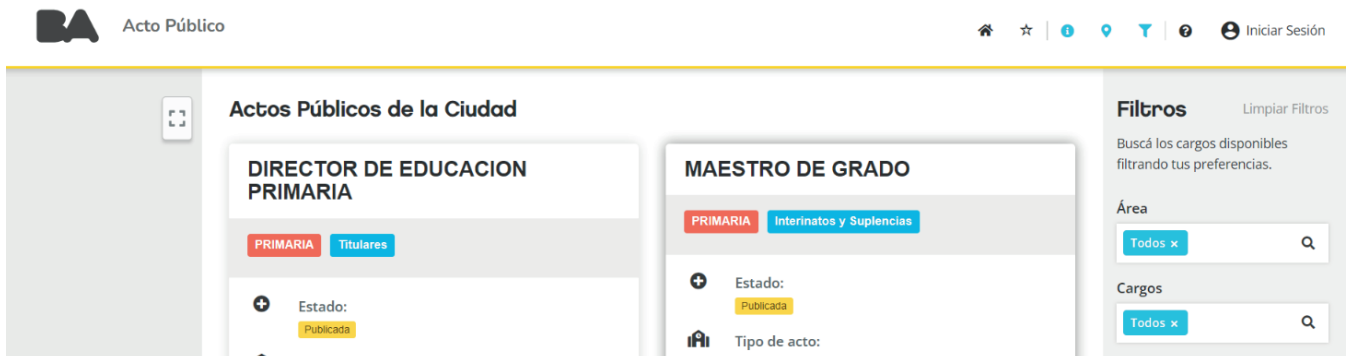 BA Acto Público
Iniciar Sesión
Actos Públicos de la Ciudad
DIRECTOR DE EDUCACION
PRIMARIA
PRIMARIA Titulares
Estado:
Publicada
MAESTRO DE GRADO
PRIMARIA Interinatos y Suplencias
Estado:
Publicada
Tipo de acto:
Filtros Limpiar Filtros
Buscá los cargos disponibles
filtrando tus preferencias.
Área
Todos ×
Cargos
Todos ×